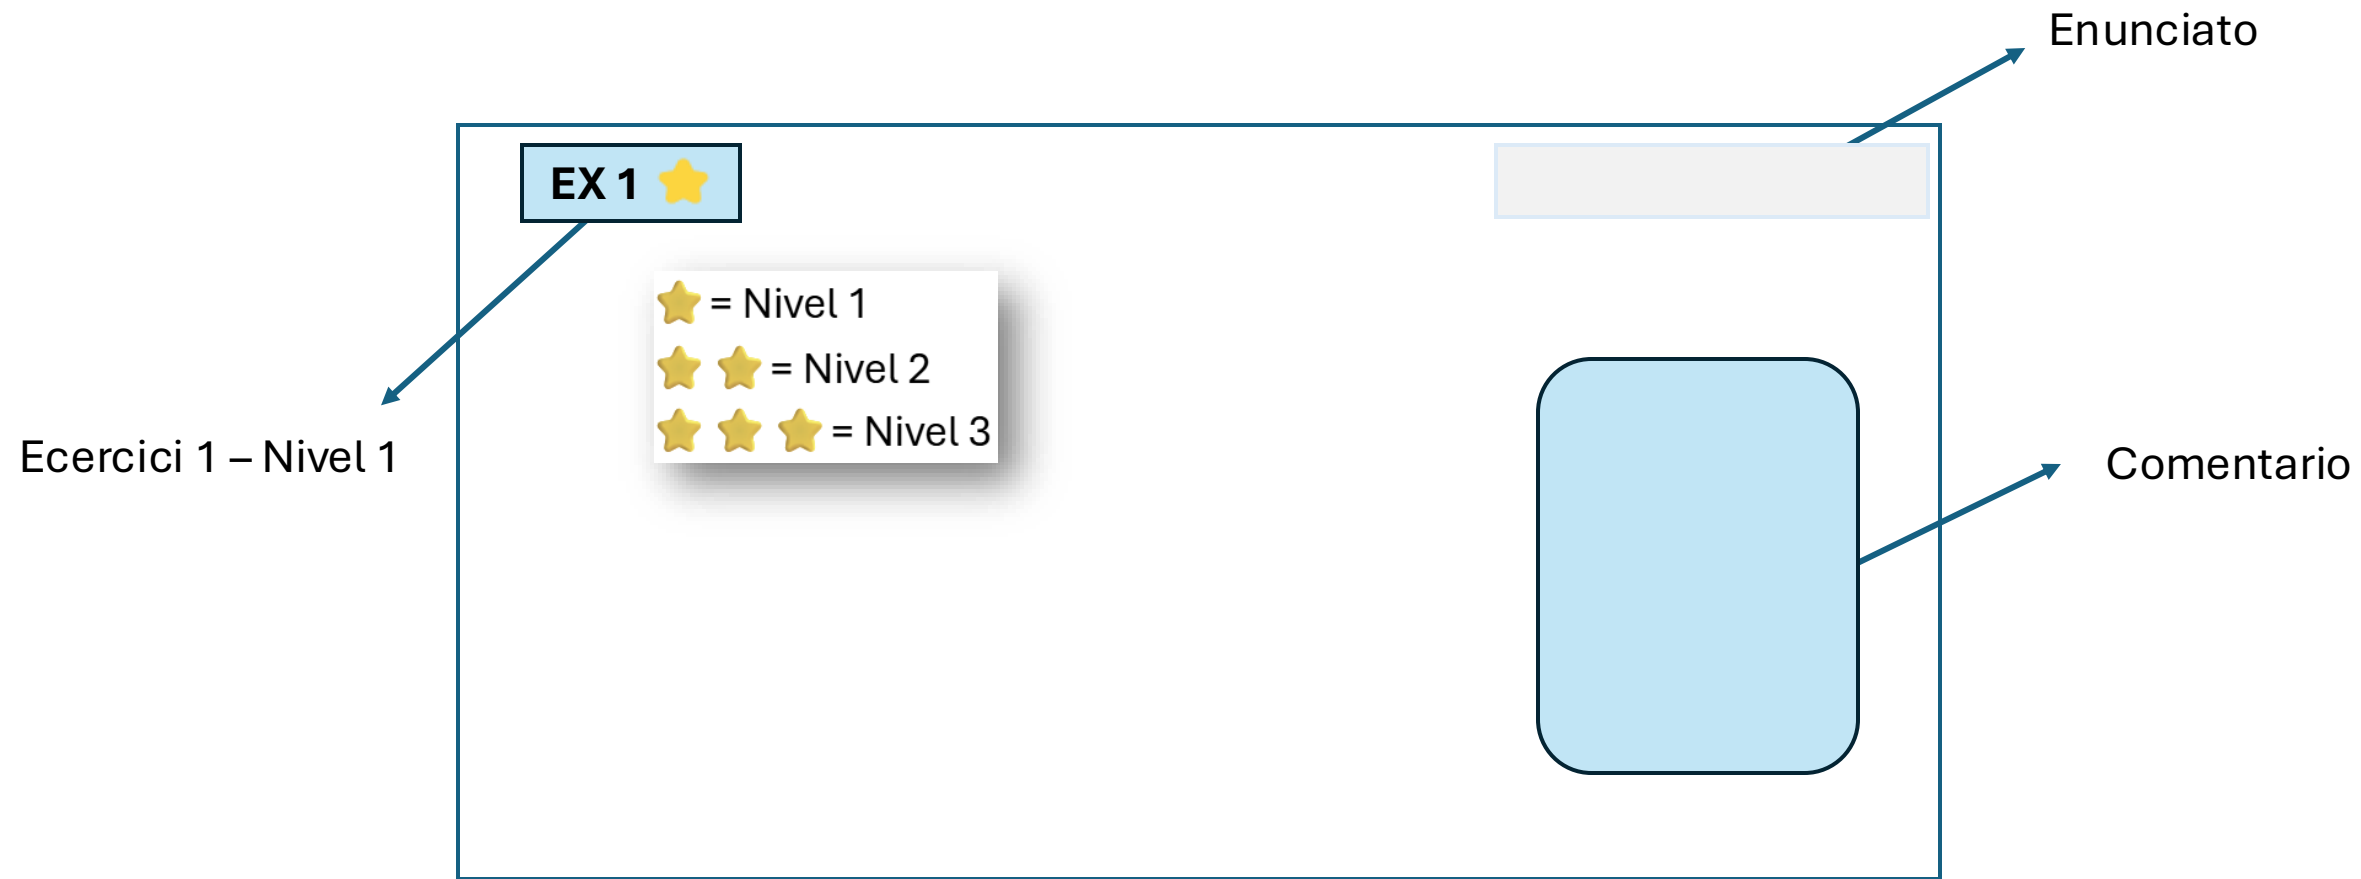 Enunciato
EX 1
= Nivel 1
= Nivel 2
= Nivel 3
Ecercici 1 – Nivel 1
Comentario